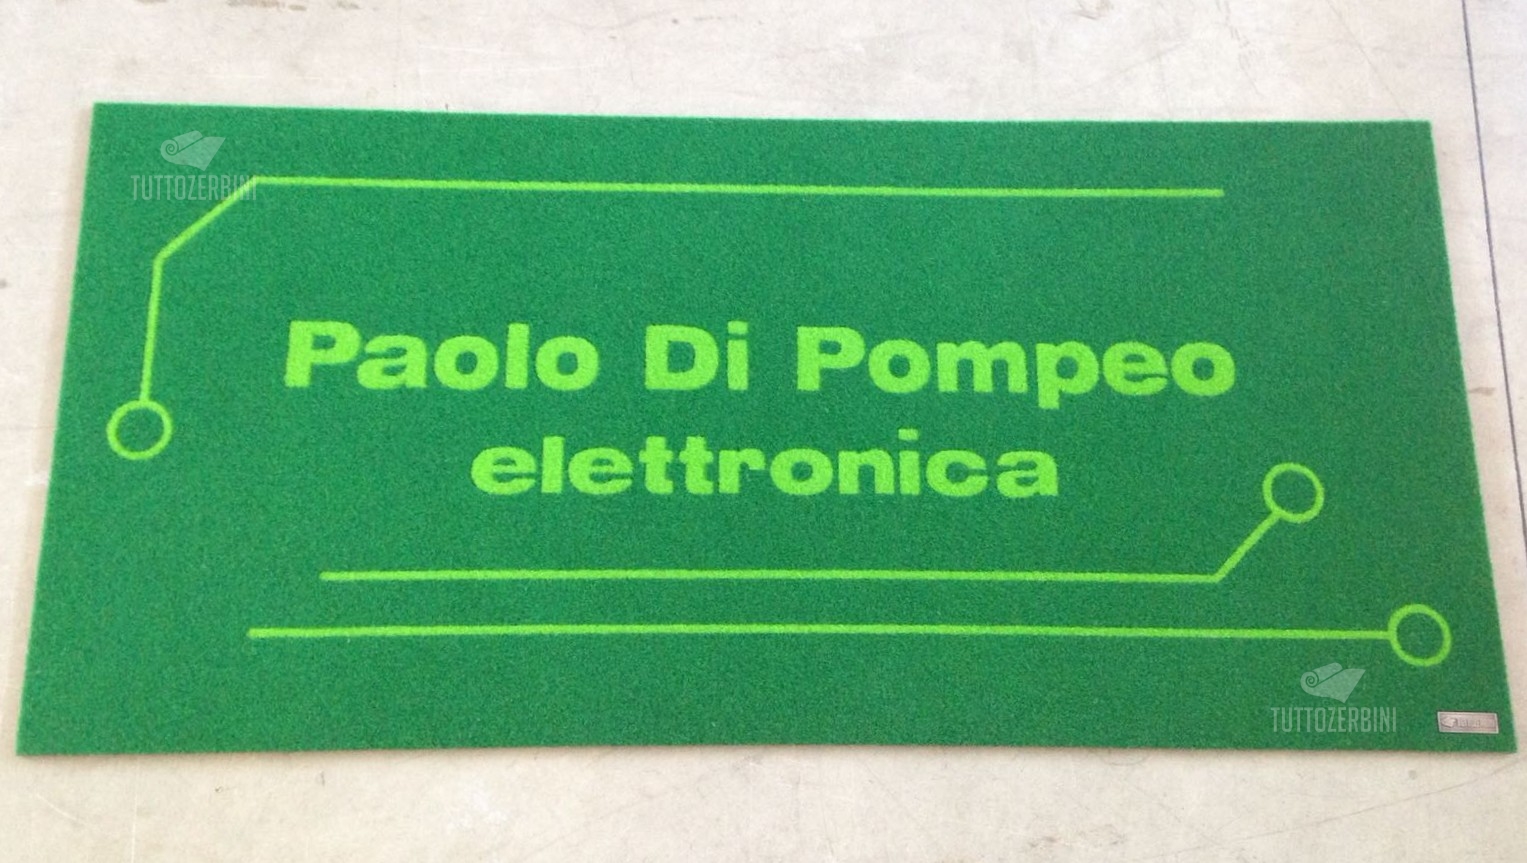 TUTTOZERBINI
Paolo Di Pompeo
elettronica
TUTTOZERBINI